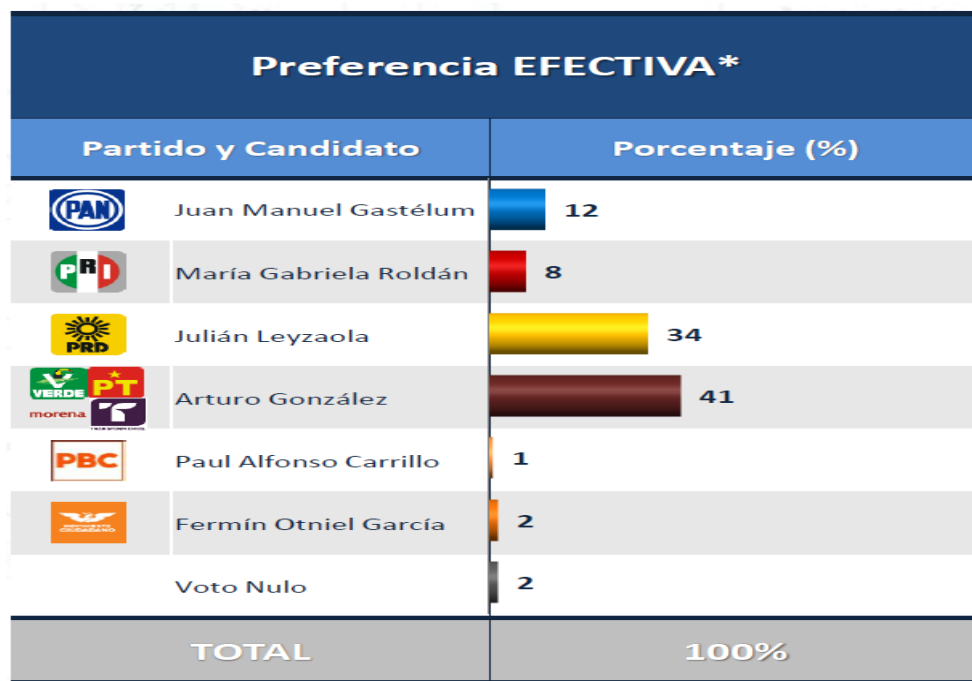 Preferencia EFECTIVA*
Partido y Candidato Porcentaje (%)
PAN Juan Manuel Gastélum 12
PRI María Gabriela Roldán 8
PRD Julián Leyzaola 34
VERDE PT morena T Arturo González 41
PBC Paul Alfonso Carrillo 1
CIUDADANO Fermín Otniel García 2
Voto Nulo 2
TOTAL 100%